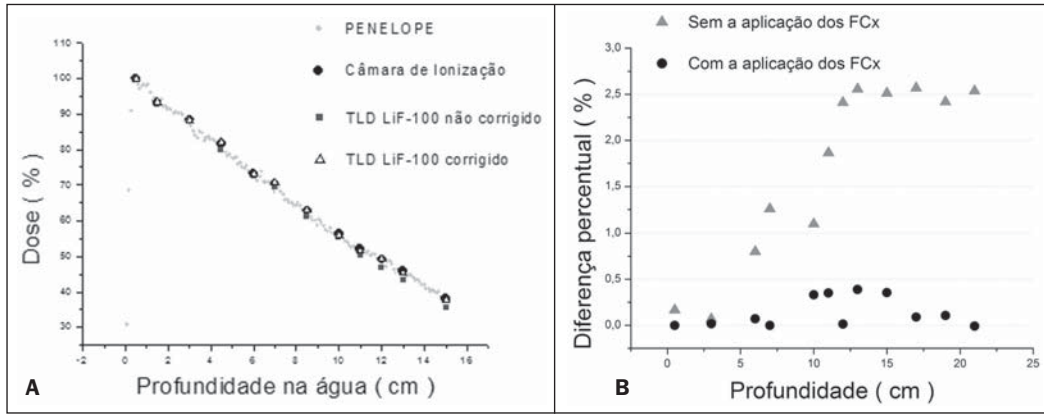 110
100
90
80
70
60
50
40
30
-2
0
2
4
6
8
10
12
14
16
Dose ( % )
Profundidade na água ( cm )
PENELOPE
Câmara de Ionização
TLD LiF-100 não corrigido
TLD LiF-100 corrigido
A
Sem a aplicação dos FCx
Com a aplicação dos FCx
3,0
2,5
2,0
1,5
1,0
0,5
0,0
0
5
10
15
20
25
Diferença percentual ( % )
Profundidade ( cm )
B